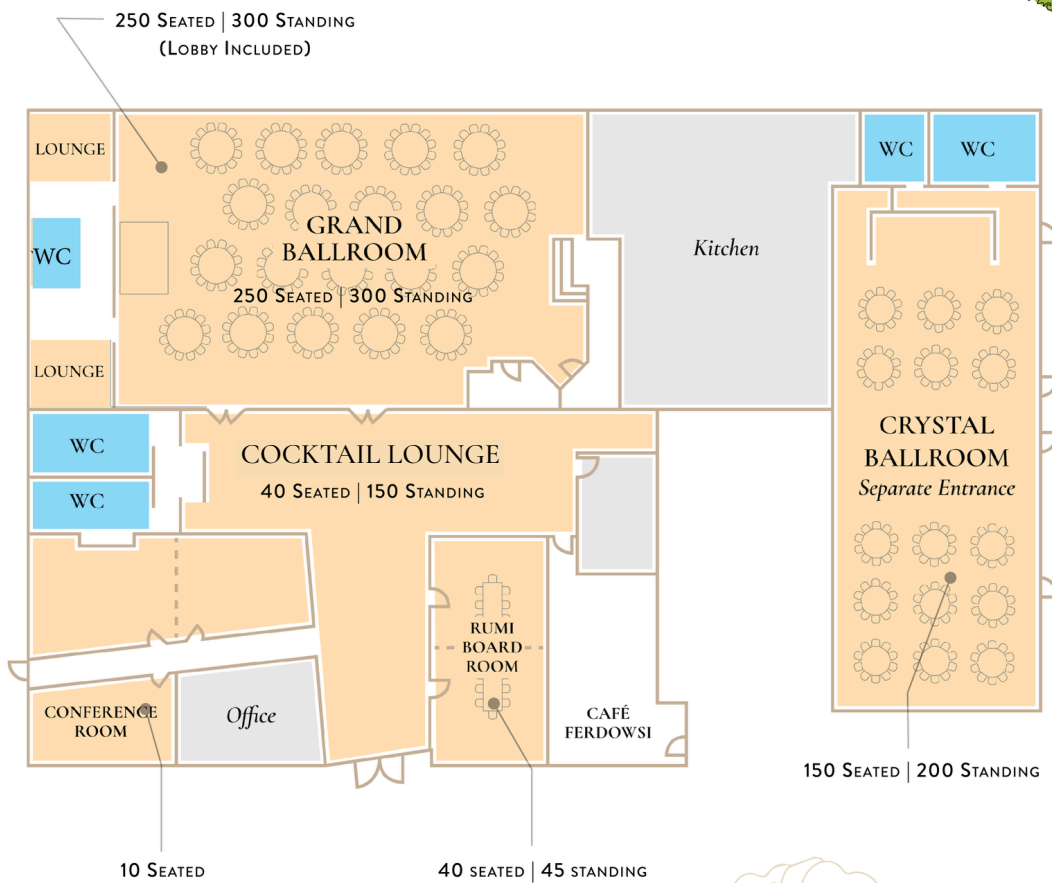 250 Seated | 300 Standing
(Lobby Included)
LOUNGE
WC
WC
Kitchen
GRAND
BALLROOM
WC
250 Seated | 300 Standing
LOUNGE
CRYSTAL
BALLROOM
Separate Entrance
WC
COCKTAIL LOUNGE
40 Seated | 150 Standing
WC
RUMI
BOARD
ROOM
CONFERENCE
ROOM
Office
CAFÉ
FERDOWSI
150 Seated | 200 Standing
10 Seated
40 seated | 45 standing